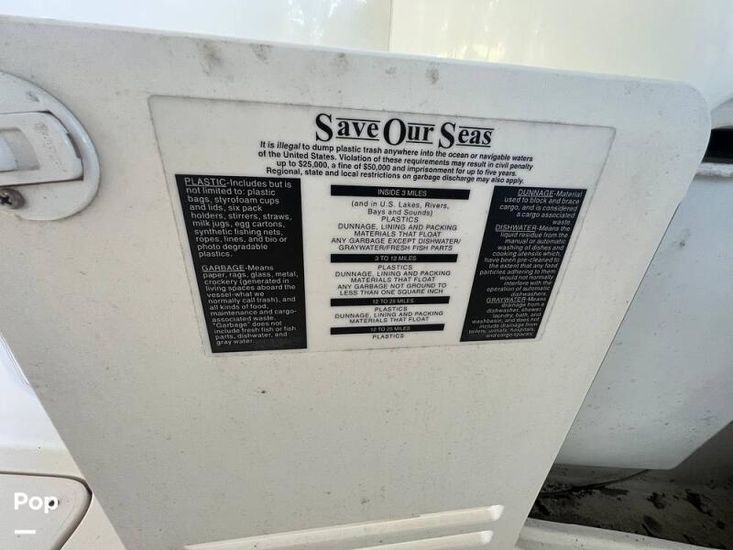 Save Our Seas
It is illegal to dump plastic trash anywhere into the ocean or navigable waters
of the United States. Violation of these requirements may result in civil penalty
up to $25,000, a fine of $50,000 and imprisonment for up to five years.
Regional, state and local restrictions on garbage discharge may also apply.
PLASTIC-Includes but is
not limited to: plastic
bags, styrofoam cups
and lids, six pack
holders, stirrers, straws,
milk jugs, egg cartons,
synthetic fishing nets,
ropes, lines, and bio or
photo degradable
plastics.
GARBAGE-Means
paper, rags, glass, metal,
crockery (generated in
living spaces aboard the
vessel-what we
normally call trash), and
all kinds of food,
maintenance and cargo-
associated waste.
"Garbage" does not
include fresh fish or fish
parts, dishwater, and
gray water.
INSIDE 3 MILES
(and in U.S. Lakes, Rivers,
Bays and Sounds)
PLASTICS
DUNNAGE, LINING AND PACKING
MATERIALS THAT FLOAT
ANY GARBAGE EXCEPT DISHWATER/
GRAYWATER/FRESH FISH PARTS
3 TO 12 MILES
PLASTICS
DUNNAGE, LINING AND PACKING
MATERIALS THAT FLOAT
ANY GARBAGE NOT GROUND TO
LESS THAN ONE SQUARE INCH
12 TO 25 MILES
PLASTICS
DUNNAGE, LINING AND PACKING
MATERIALS THAT FLOAT
12 TO 25 MILES
PLASTICS
DUNNAGE-Material
used to block and brace
cargo, and is considered
a cargo associated
waste.
DISHWATER-Means the
liquid residue from the
manual or automatic
washing of dishes and
cooking utensils which
have been pre-cleaned to
the extent that any food
particles adhering to them
would not normally
interfere with the
operation of automatic
dishwashers.
GRAYWATER-Means
drainage from a
dishwasher, shower,
laundry, bath, and
washbasin, and does not
include drainage from
toilets, urinals, hospitals,
and cargo spaces.
Pop